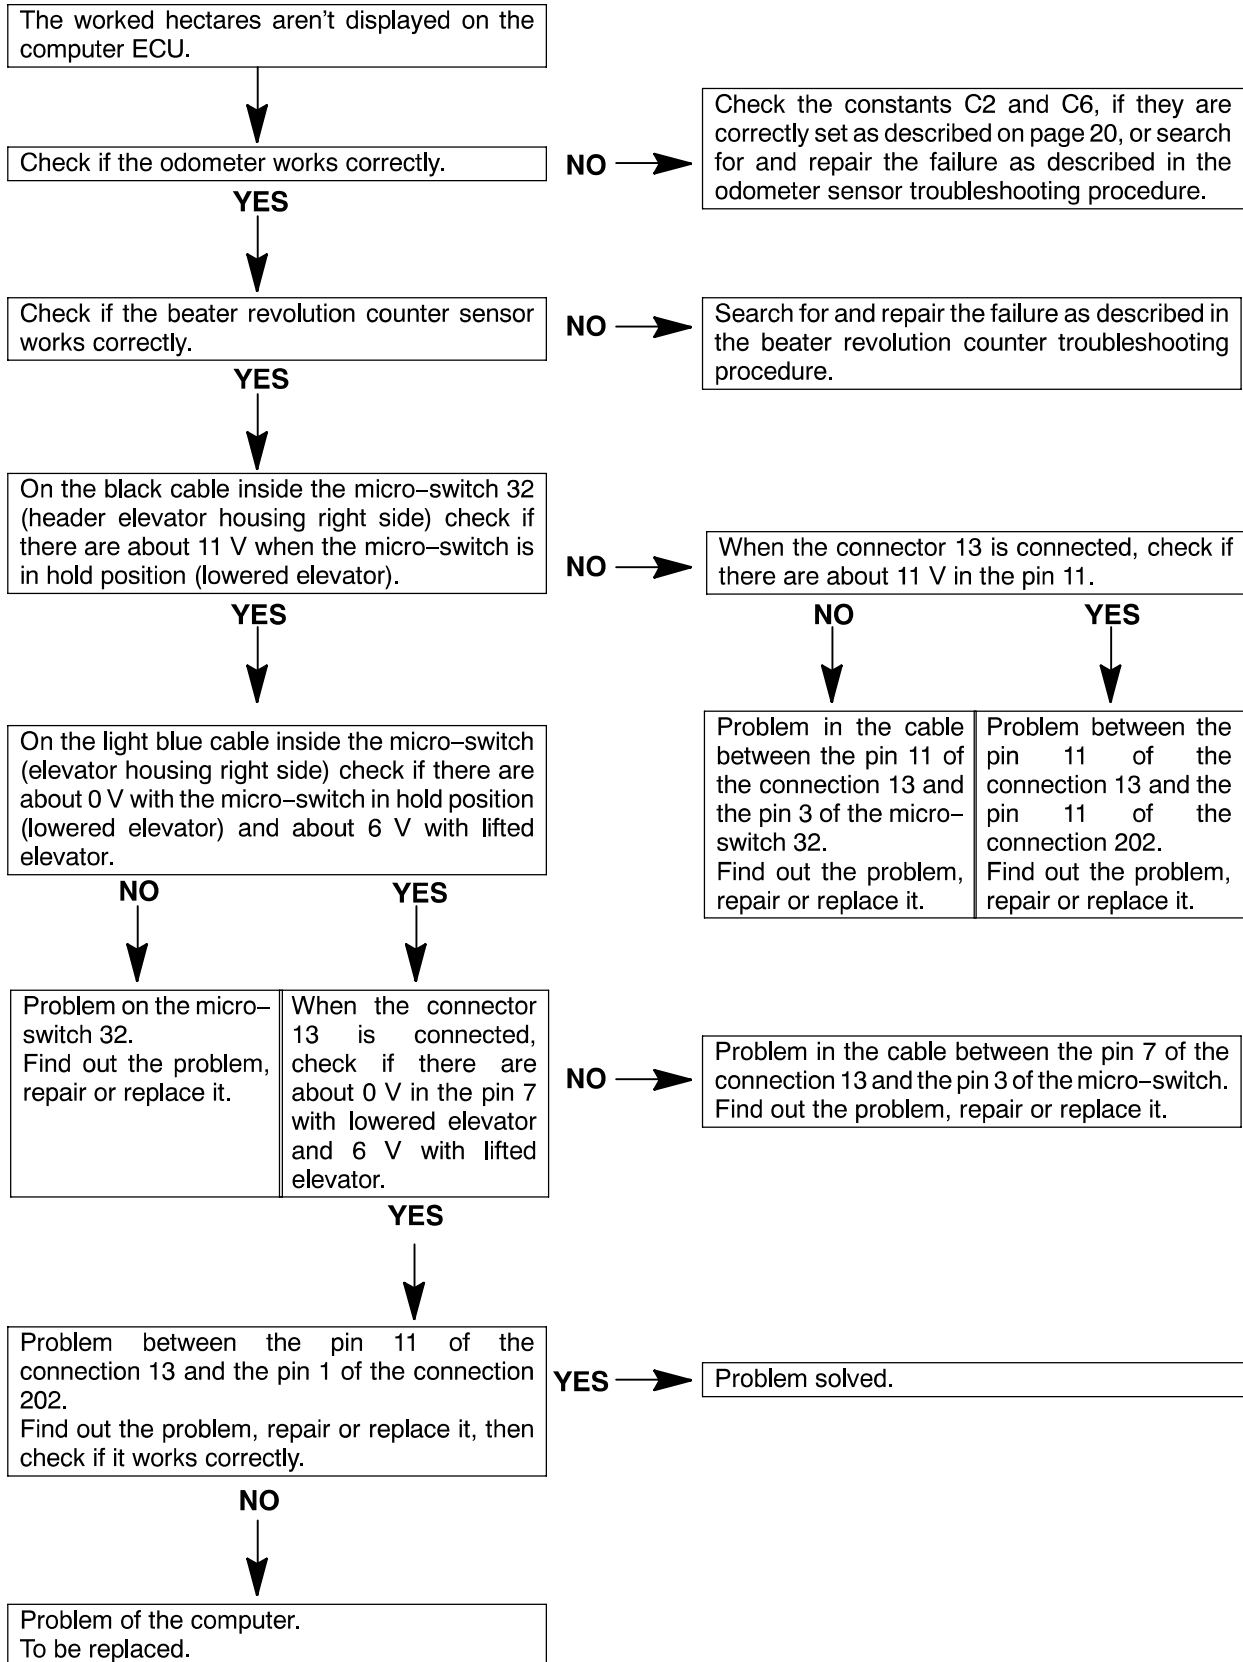 The worked hectares aren't displayed on the
computer ECU.
Check if the odometer works correctly.
NO
Check the constants C2 and C6, if they are
correctly set as described on page 20, or search
for and repair the failure as described in the
odometer sensor troubleshooting procedure.
YES
Check if the beater revolution counter sensor
works correctly.
NO
Search for and repair the failure as described in
the beater revolution counter troubleshooting
procedure.
YES
On the black cable inside the micro–switch 32
(header elevator housing right side) check if
there are about 11 V when the micro–switch is
in hold position (lowered elevator).
NO
When the connector 13 is connected, check if
there are about 11 V in the pin 11.
YES
NO
YES
On the light blue cable inside the micro–switch
(elevator housing right side) check if there are
about 0 V with the micro–switch in hold position
(lowered elevator) and about 6 V with lifted
elevator.
Problem in the cable
between the pin 11 of
the connection 13 and
the pin 3 of the micro–
switch 32.
Find out the problem,
repair or replace it.
Problem between the
pin 11 of the
connection 13 and the
pin 11 of the
connection 202.
Find out the problem,
repair or replace it.
NO
YES
Problem on the micro–
switch 32.
Find out the problem,
repair or replace it.
When the connector
13 is connected,
check if there are
about 0 V in the pin 7
with lowered elevator
and 6 V with lifted
elevator.
NO
Problem in the cable between the pin 7 of the
connection 13 and the pin 3 of the micro–switch.
Find out the problem, repair or replace it.
YES
Problem between the pin 11 of the
connection 13 and the pin 1 of the connection
202.
Find out the problem, repair or replace it, then
check if it works correctly.
YES
Problem solved.
NO
Problem of the computer.
To be replaced.